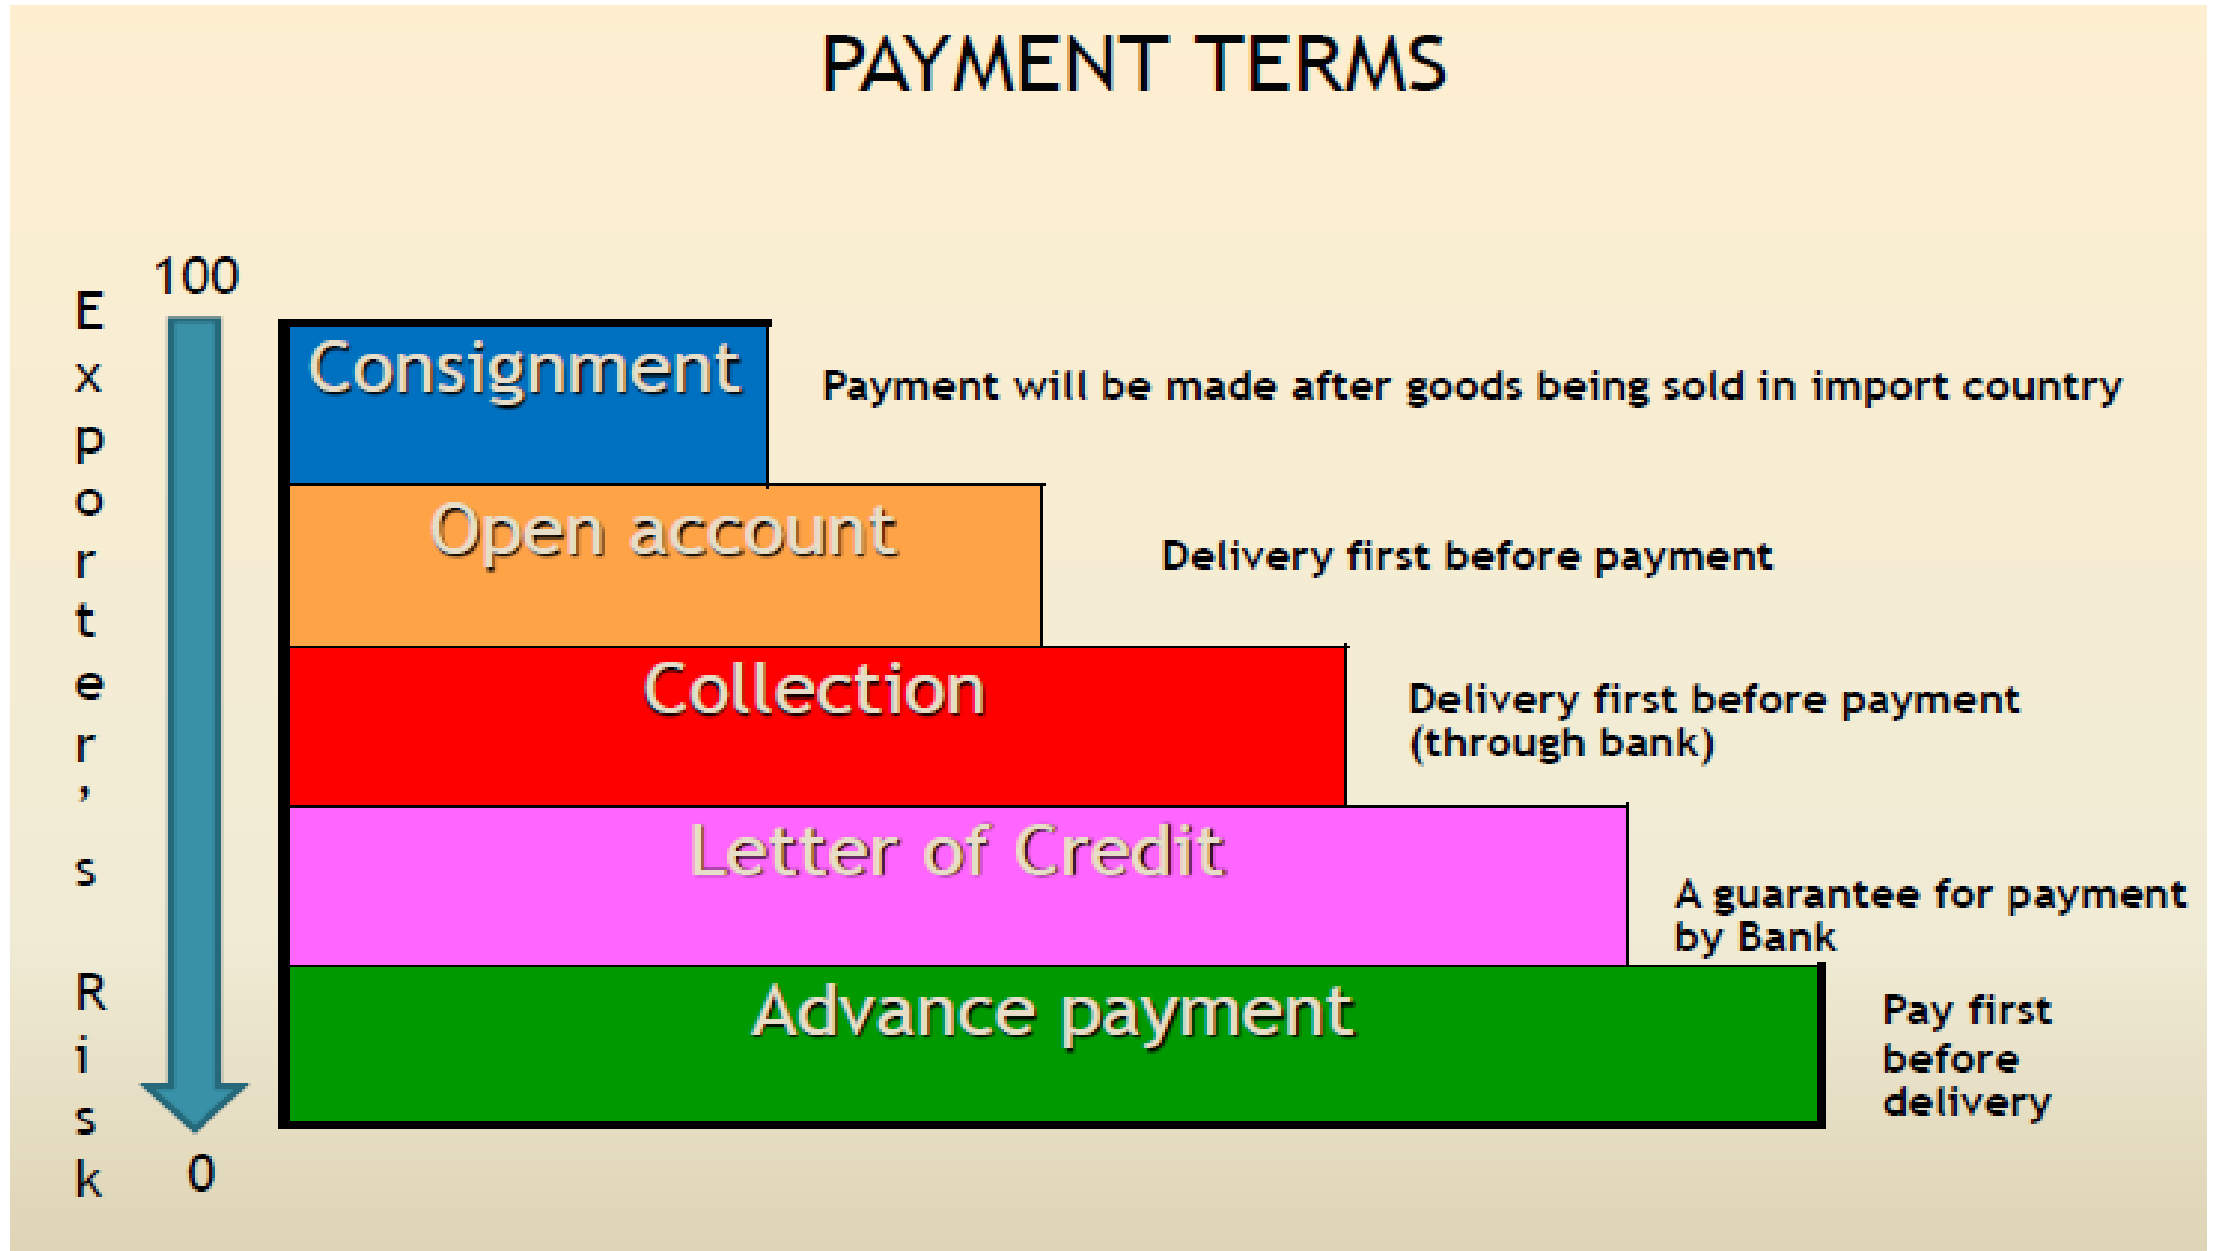 PAYMENT TERMS
100
Exporter's Risk
0
Consignment
Payment will be made after goods being sold in import country
Open account
Delivery first before payment
Collection
Delivery first before payment
(through bank)
Letter of Credit
A guarantee for payment
by Bank
Advance payment
Pay first
before
delivery